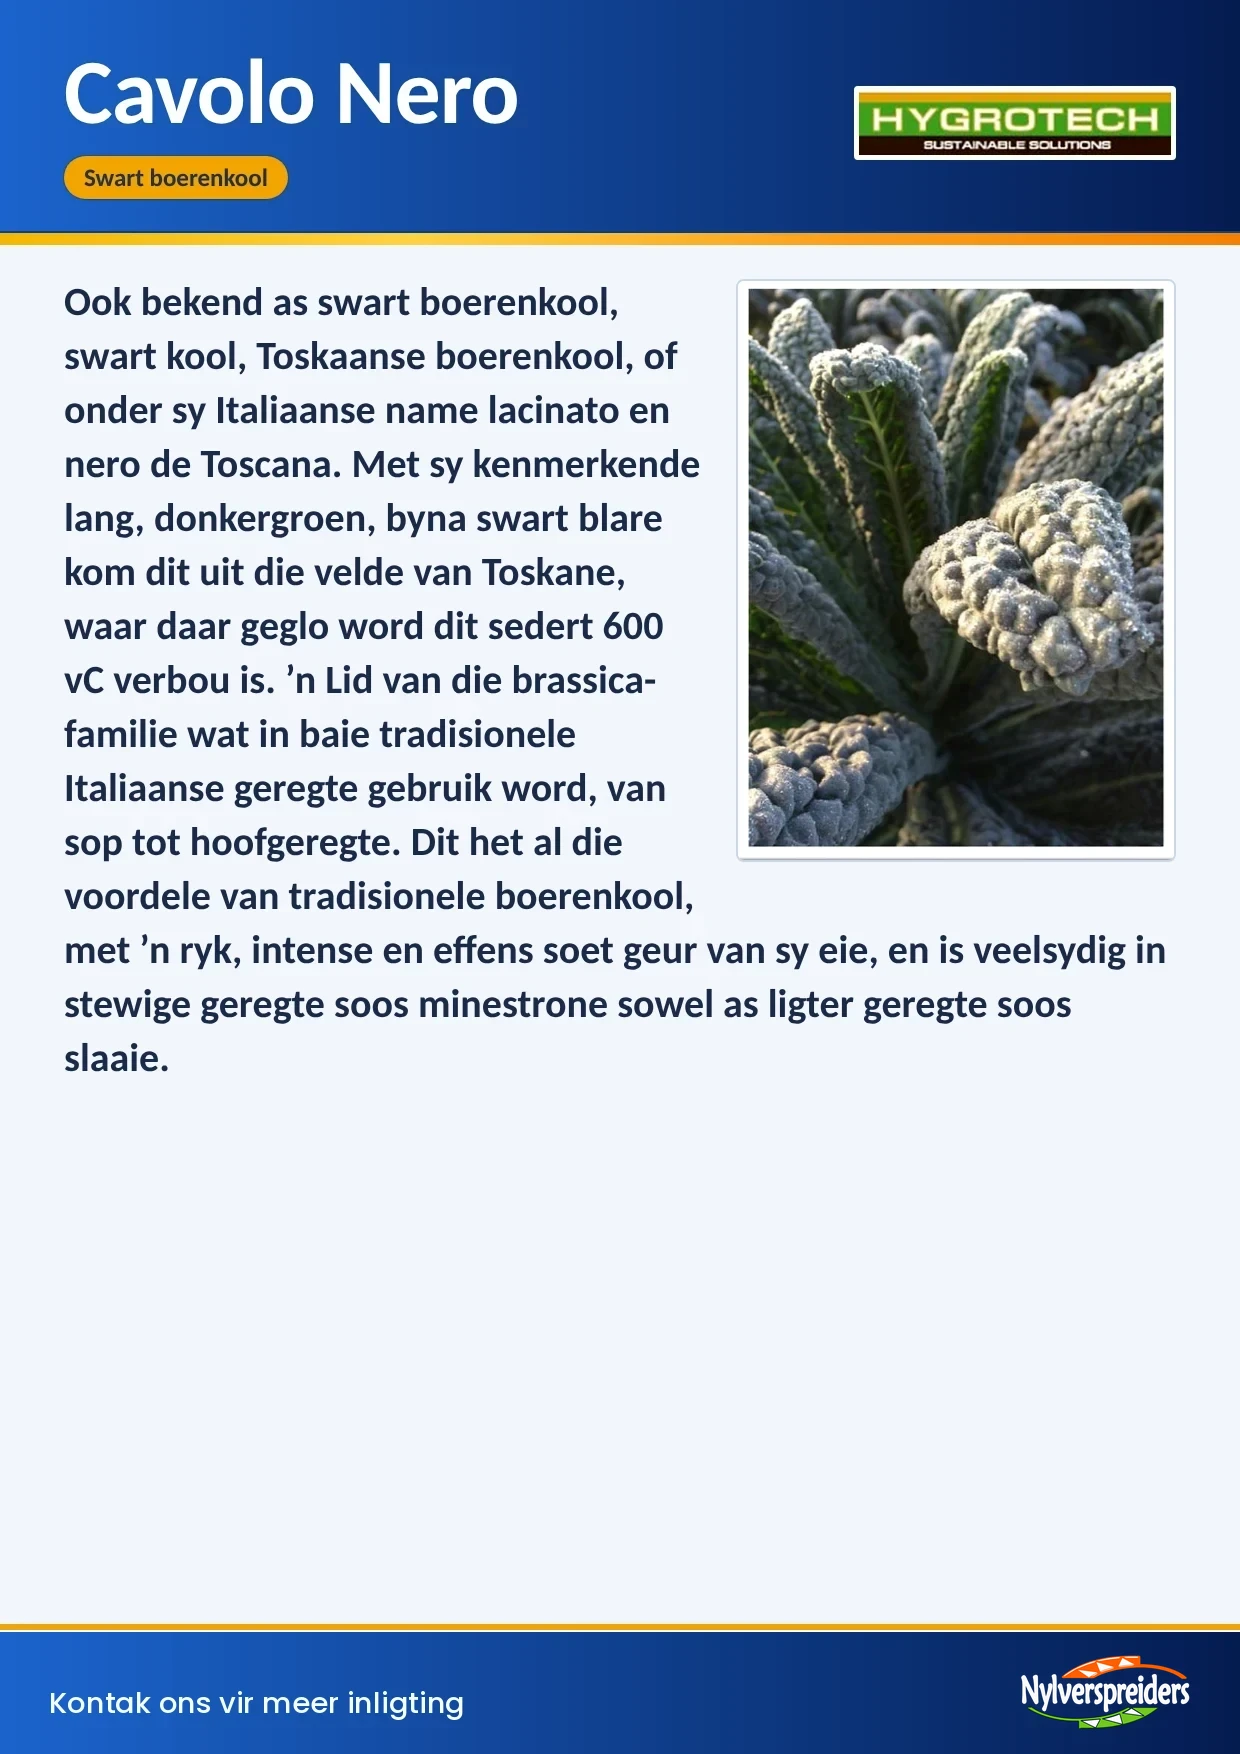 Cavolo Nero
HYGROTECH
SUSTAINABLE SOLUTIONS
Swart boerenkool
Ook bekend as swart boerenkool,
swart kool, Toskaanse boerenkool, of
onder sy Italiaanse name lacinato en
nero de Toscana. Met sy kenmerkende
lang, donkergroen, byna swart blare
kom dit uit die velde van Toskane,
waar daar geglo word dit sedert 600
vC verbou is. ’n Lid van die brassica-
familie wat in baie tradisionele
Italiaanse geregte gebruik word, van
sop tot hoofgeregte. Dit het al die
voordele van tradisionele boerenkool,
met ’n ryk, intense en effens soet geur van sy eie, en is veelsydig in
stewige geregte soos minestrone sowel as ligter geregte soos
slaaie.
Kontak ons vir meer inligting
Nylverspreiders